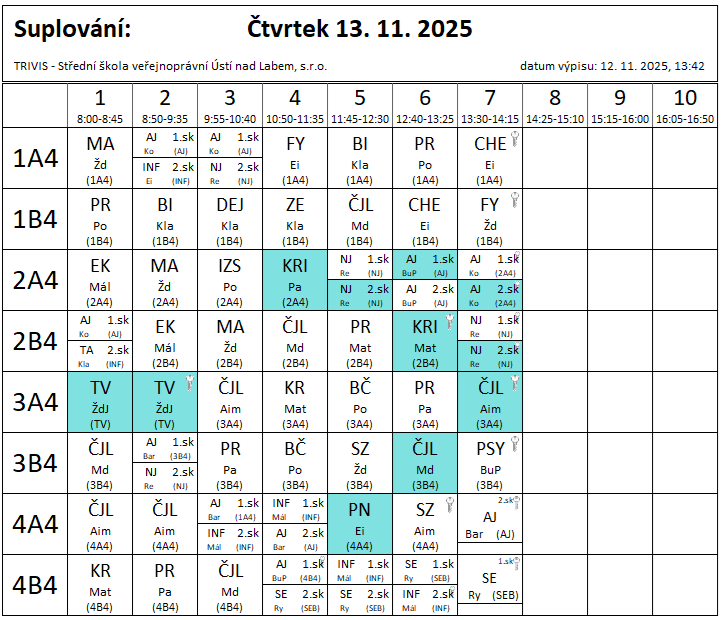 Suplování: Čtvrtek 13. 11. 2025
TRIVIS - Střední škola veřejnoprávní Ústí nad Labem, s.r.o. datum výpisu: 12. 11. 2025, 13:42
1 2 3 4 5 6 7 8 9 10
8:00-8:45 8:50-9:35 9:55-10:40 10:50-11:35 11:45-12:30 12:40-13:25 13:30-14:15 14:25-15:10 15:15-16:00 16:05-16:50
1A4
MA Žd (1A4)
AJ 1.sk Ko (AJ)
INF 2.sk Ei (INF)
AJ 1.sk Ko (AJ)
NJ 2.sk Re (NJ)
FY Ei (1A4)
BI Kla (1A4)
PR Po (1A4)
CHE Ei (1A4)
1B4
PR Po (1B4)
BI Kla (1B4)
DEJ Kla (1B4)
ZE Kla (1B4)
ČJL Md (1B4)
CHE Ei (1B4)
FY Žd (1B4)
2A4
EK Mál (2A4)
MA Žd (2A4)
IZS Po (2A4)
KRI Pa (2A4)
NJ 1.sk Re (NJ)
NJ 2.sk Re (NJ)
AJ 1.sk BuP (AJ)
AJ 2.sk BuP (AJ)
AJ 1.sk Ko (2A4)
AJ 2.sk Ko (2A4)
2B4
AJ 1.sk Ko (AJ)
TA 2.sk Kla (INF)
EK Mál (2B4)
MA Žd (2B4)
ČJL Md (2B4)
PR Mat (2B4)
KRI Mat (2B4)
NJ 1.sk Re (NJ)
NJ 2.sk Re (NJ)
3A4
TV ŽdJ (TV)
TV ŽdJ (TV)
ČJL Aim (3A4)
KR Mat (3A4)
BČ Po (3A4)
PR Pa (3A4)
ČJL Aim (3A4)
3B4
ČJL Md (3B4)
AJ 1.sk Bar (3B4)
NJ 2.sk Re (NJ)
PR Pa (3B4)
BČ Po (3B4)
SZ Žd (3B4)
ČJL Md (3B4)
PSY BuP (3B4)
4A4
ČJL Aim (4A4)
ČJL Aim (4A4)
AJ 1.sk Bar (1A4)
INF 2.sk Mál (INF)
INF 1.sk Mál (INF)
AJ 2.sk Bar (AJ)
PN Ei (4A4)
SZ Aim (4A4)
2.sk AJ Bar (AJ)
4B4
KR Mat (4B4)
PR Pa (4B4)
ČJL Md (4B4)
AJ 1.sk BuP (4B4)
SE 2.sk Ry (SEB)
INF 1.sk Mál (INF)
SE 2.sk Ry (SEB)
SE 1.sk Ry (SEB)
INF 2.sk Mál (INF)
1.sk SE Ry (SEB)